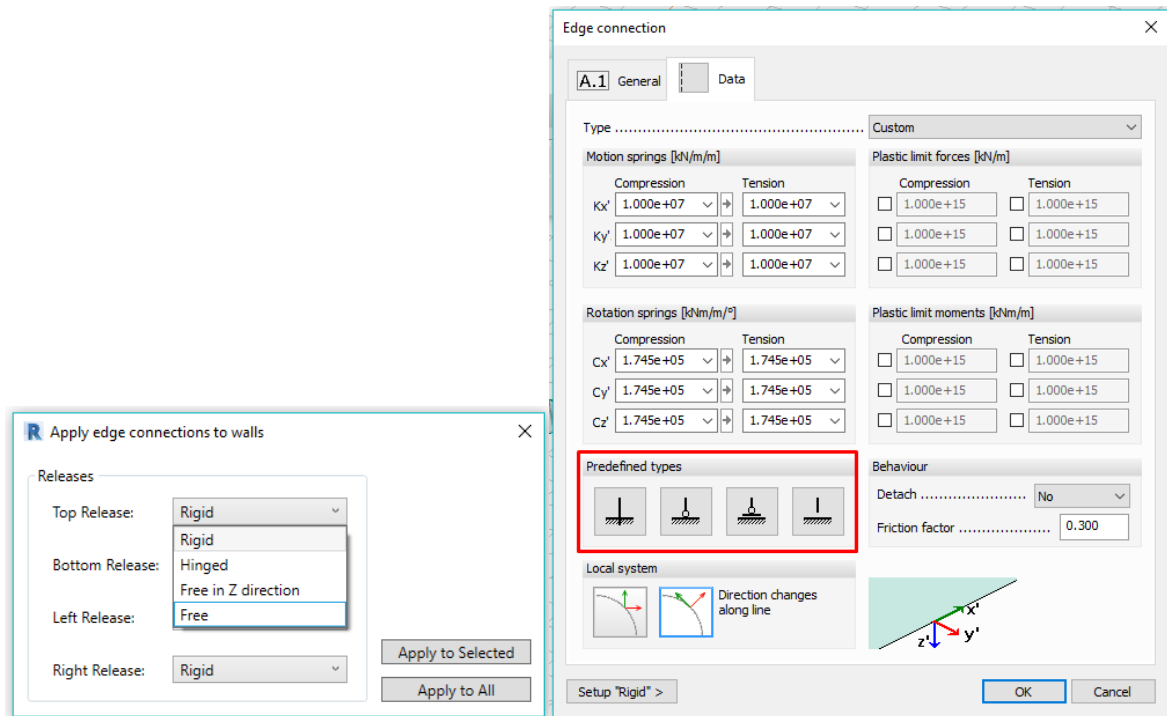 Edge connection
A.1 General Data
Type Custom
Motion springs [kN/m/m] Plastic limit forces [kN/m]
Compression Tension Compression Tension
Kx' 1.000e+07 1.000e+07 1.000e+15 1.000e+15
Ky' 1.000e+07 1.000e+07 1.000e+15 1.000e+15
Kz' 1.000e+07 1.000e+07 1.000e+15 1.000e+15
Rotation springs [kNm/m/°] Plastic limit moments [kNm/m]
Compression Tension Compression Tension
Cx' 1.745e+05 1.745e+05 1.000e+15 1.000e+15
Cy' 1.745e+05 1.745e+05 1.000e+15 1.000e+15
Cz' 1.745e+05 1.745e+05 1.000e+15 1.000e+15
Predefined types Behaviour
Detach No
Friction factor 0.300
Local system
Direction changes
along line
x'
y'
z'
Setup "Rigid" > OK Cancel
R Apply edge connections to walls
Releases
Top Release: Rigid
Rigid
Bottom Release: Hinged
Free in Z direction
Left Release: Free
Right Release: Rigid
Apply to Selected
Apply to All